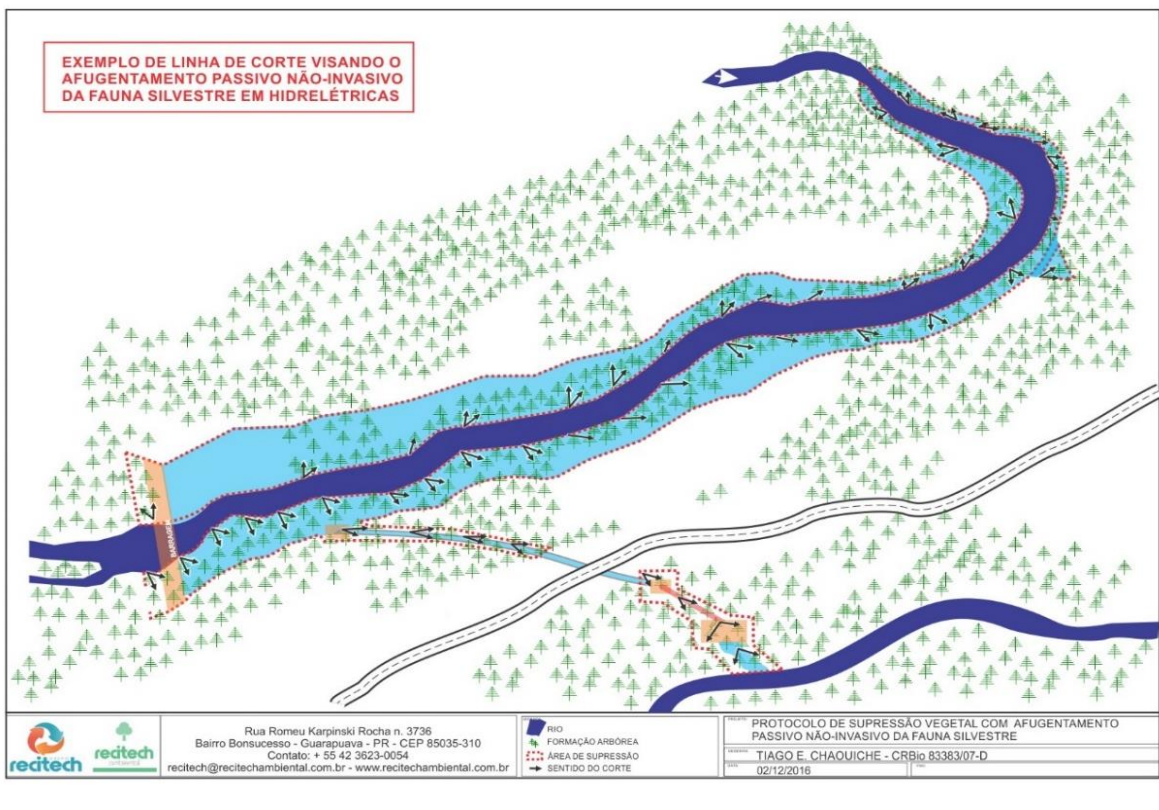 EXEMPLO DE LINHA DE CORTE VISANDO O
AFUGENTAMENTO PASSIVO NÃO-INVASIVO
DA FAUNA SILVESTRE EM HIDRELÉTRICAS
BARRAGEM
recitech
recitech
ambiental
Rua Romeu Karpinski Rocha n. 3736
Bairro Bonsucesso - Guarapuava - PR - CEP 85035-310
Contato: + 55 42 3623-0054
recitech@recitechambiental.com.br - www.recitechambiental.com.br
RIO
FORMAÇÃO ARBÓREA
ÁREA DE SUPRESSÃO
SENTIDO DO CORTE
PROTOCOLO DE SUPRESSÃO VEGETAL COM AFUGENTAMENTO
PASSIVO NÃO-INVASIVO DA FAUNA SILVESTRE
TIAGO E. CHAOUICHE - CRBio 83383/07-D
02/12/2016